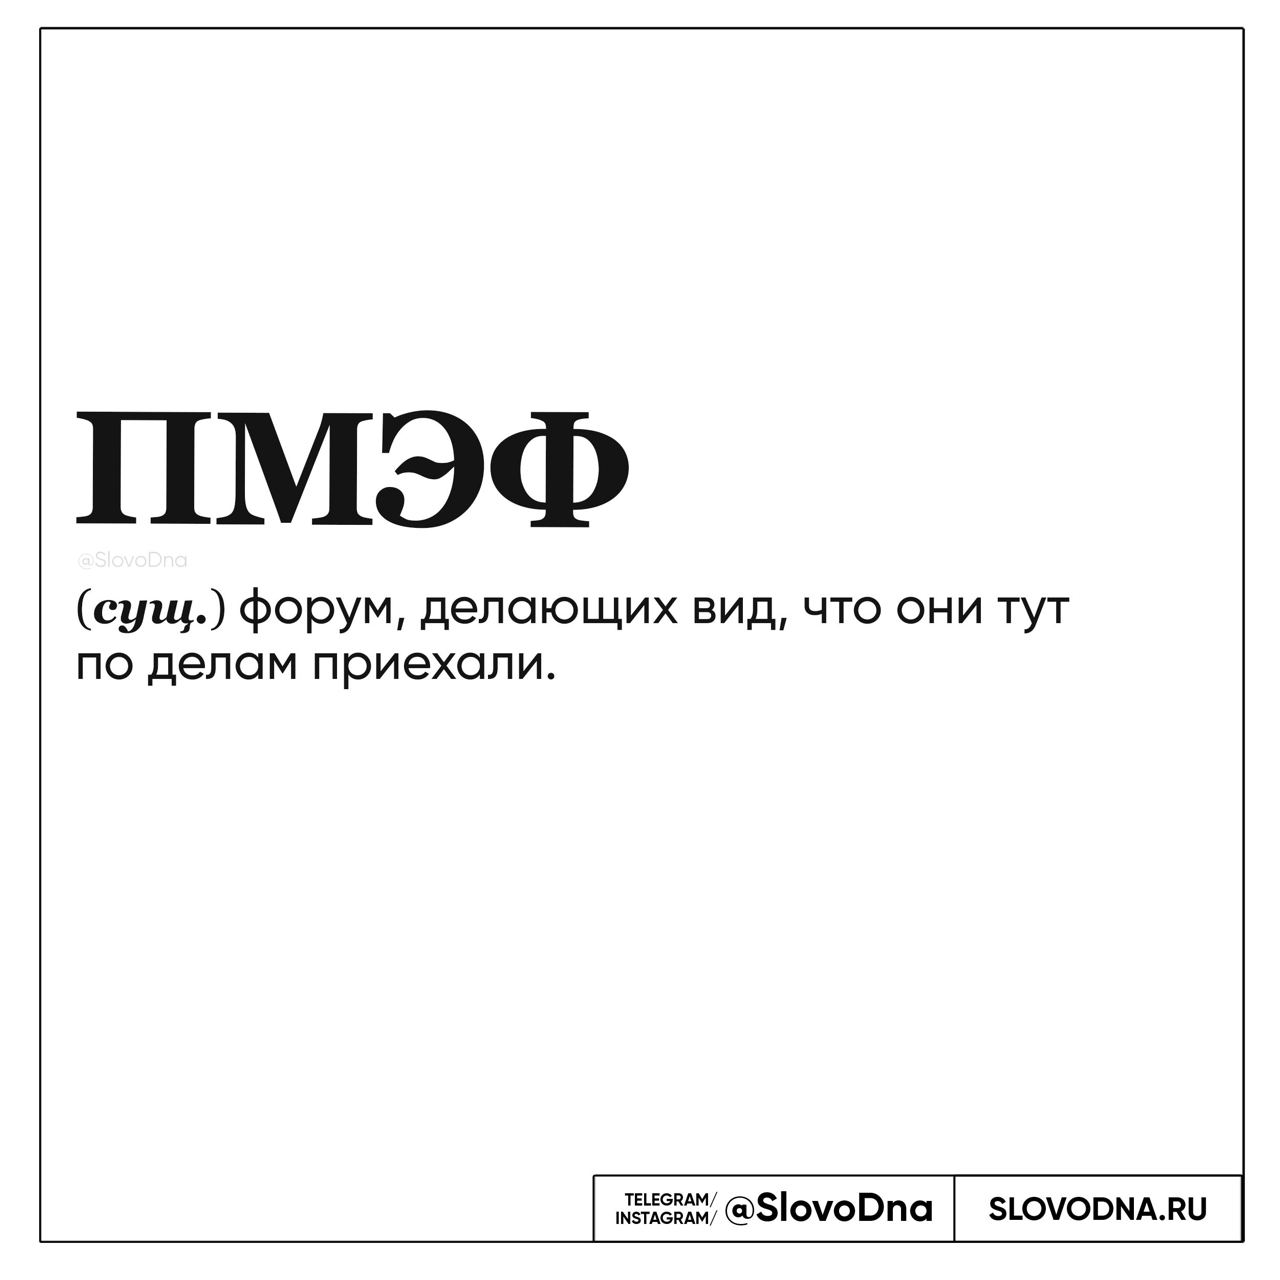 ПМЭФ
@SlovoDna
(сущ.) форум, делающих вид, что они тут
по делам приехали.
TELEGRAM/
INSTAGRAM/
@SlovoDna
SLOVODNA.RU